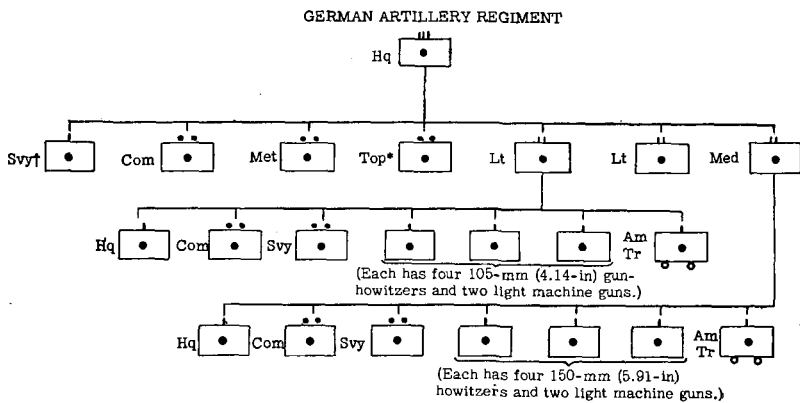 GERMAN ARTILLERY REGIMENT
Hq
Svy† Com Met Top* Lt Lt Med
Hq Com Svy Am
Tr
(Each has four 105-mm (4.14-in) gun-
howitzers and two light machine guns.)
Hq Com Svy Am
Tr
(Each has four 150-mm (5.91-in)
howitzers and two light machine guns.)